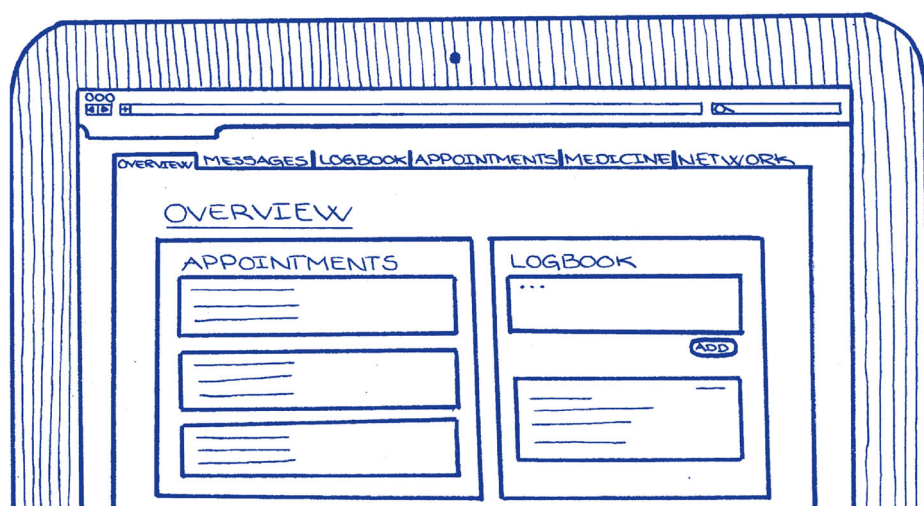 OVERVIEW MESSAGES LOGBOOK APPOINTMENTS MEDICINE NETWORK
OVERVIEW
APPOINTMENTS
LOGBOOK
...
ADD